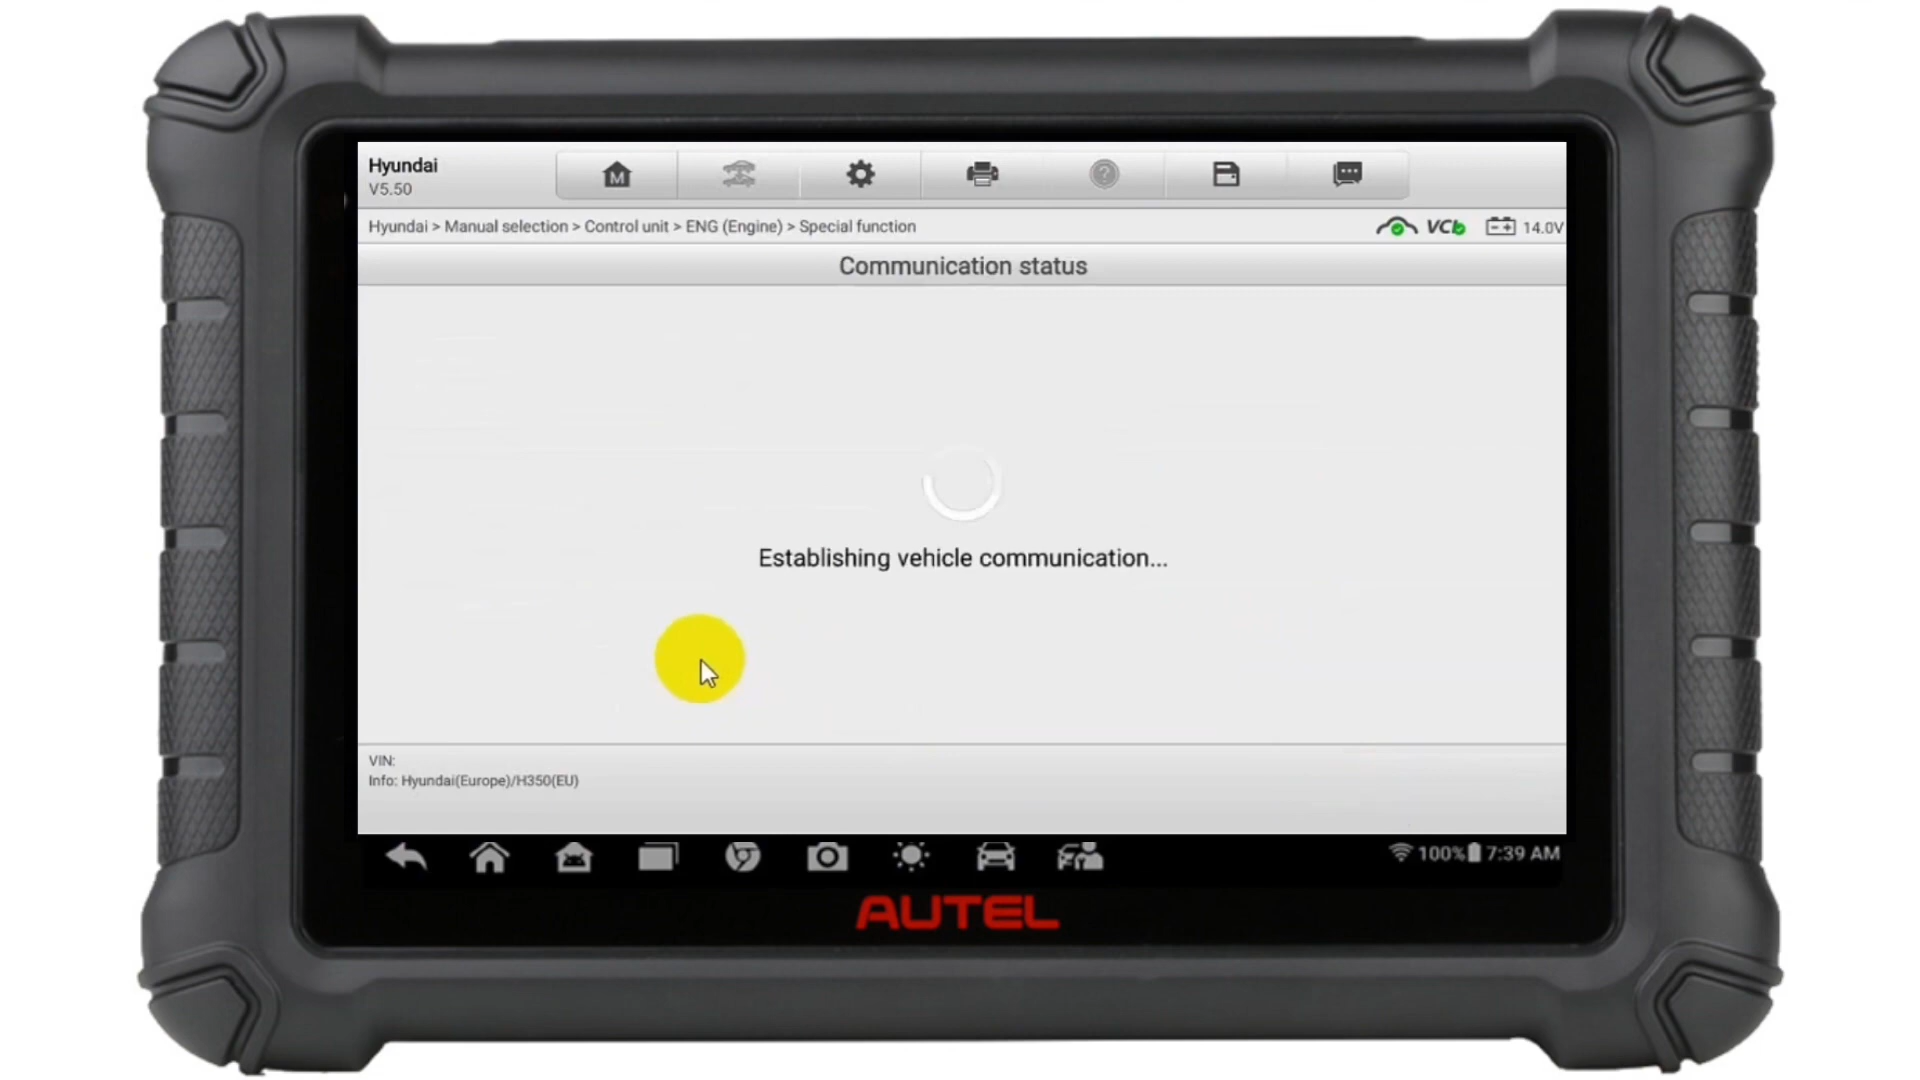 Hyundai
V5.50
M
Hyundai > Manual selection > Control unit > ENG (Engine) > Special function
VCI 14.0V
Communication status
Establishing vehicle communication...
VIN:
Info: Hyundai(Europe)/H350(EU)
100% 7:39 AM
AUTEL